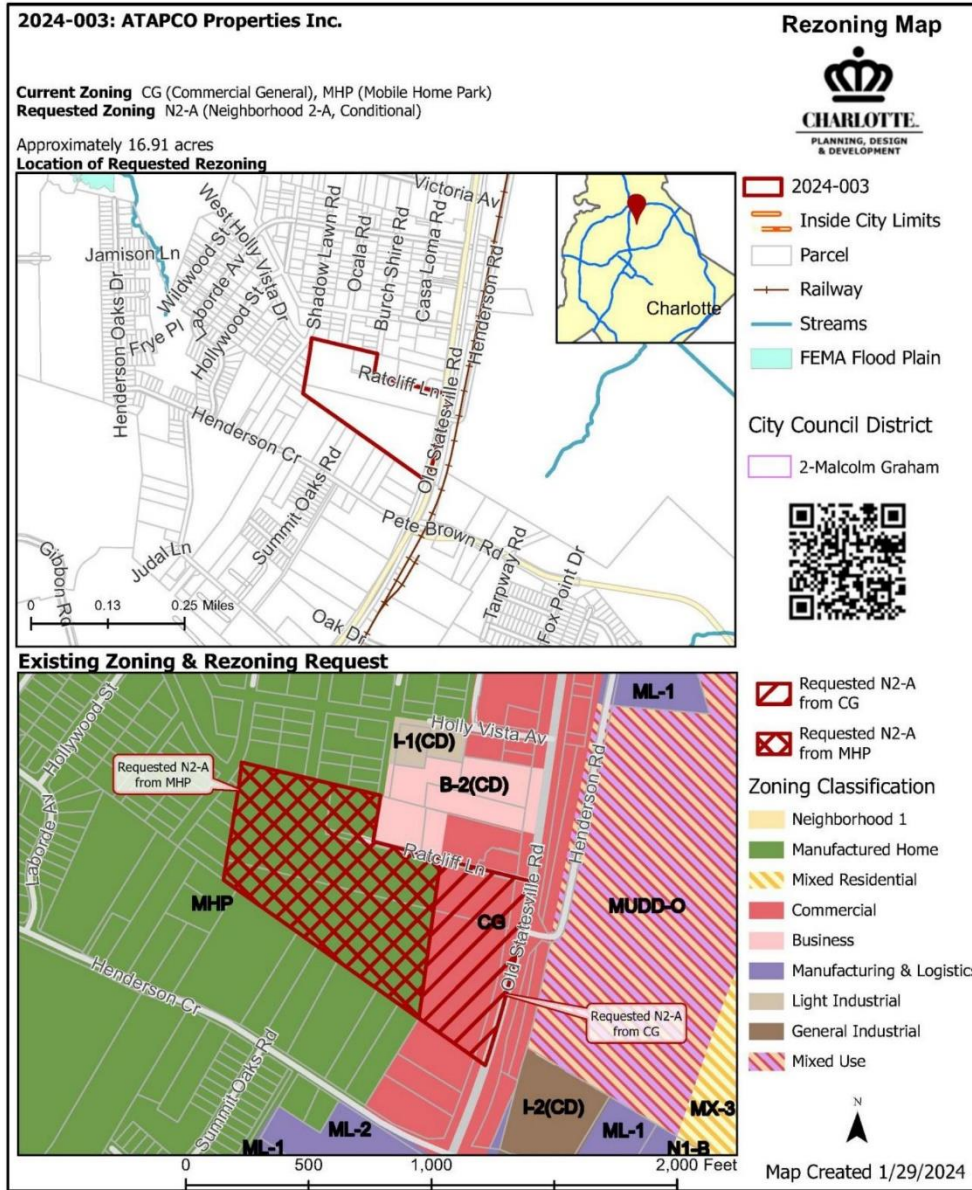 2024-003: ATAPCO Properties Inc.
Current Zoning CG (Commercial General), MHP (Mobile Home Park)
Requested Zoning N2-A (Neighborhood 2-A, Conditional)
Approximately 16.91 acres
Location of Requested Rezoning
Victoria Av
Jamison Ln
Wildwood St
West Holly Vista Dr
Shadow Lawn Rd
Ocala Rd
Burch Shire Rd
Casa Loma Rd
Henderson Rd
Henderson Oaks Dr
Frye Pl
Laborde Av
Hollywood St
Ratcliff Ln
Old Statesville Rd
Henderson Cr
Summit Oaks Rd
Pete Brown Rd
Judal Ln
Gibbon Rd
Tarpway Rd
Fox Point Dr
Oak Dr
0 0.13 0.25 Miles
Charlotte
Rezoning Map
CHARLOTTE™
PLANNING, DESIGN
& DEVELOPMENT
2024-003
Inside City Limits
Parcel
Railway
Streams
FEMA Flood Plain
City Council District
2-Malcolm Graham
Existing Zoning & Rezoning Request
Hollywood St
Requested N2-A
from MHP
I-1(CD)
Holly Vista Av
ML-1
B-2(CD)
Henderson Rd
Laborde Av
Ratcliff Ln
Old Statesville Rd
MHP
CG
MUDD-O
Henderson Cr
Requested N2-A
from CG
Summit Oaks Rd
I-2(CD)
MX-3
ML-1
ML-2
ML-1
N1-B
0 500 1,000 2,000 Feet
Requested N2-A
from CG
Requested N2-A
from MHP
Zoning Classification
Neighborhood 1
Manufactured Home
Mixed Residential
Commercial
Business
Manufacturing & Logistics
Light Industrial
General Industrial
Mixed Use
N
Map Created 1/29/2024